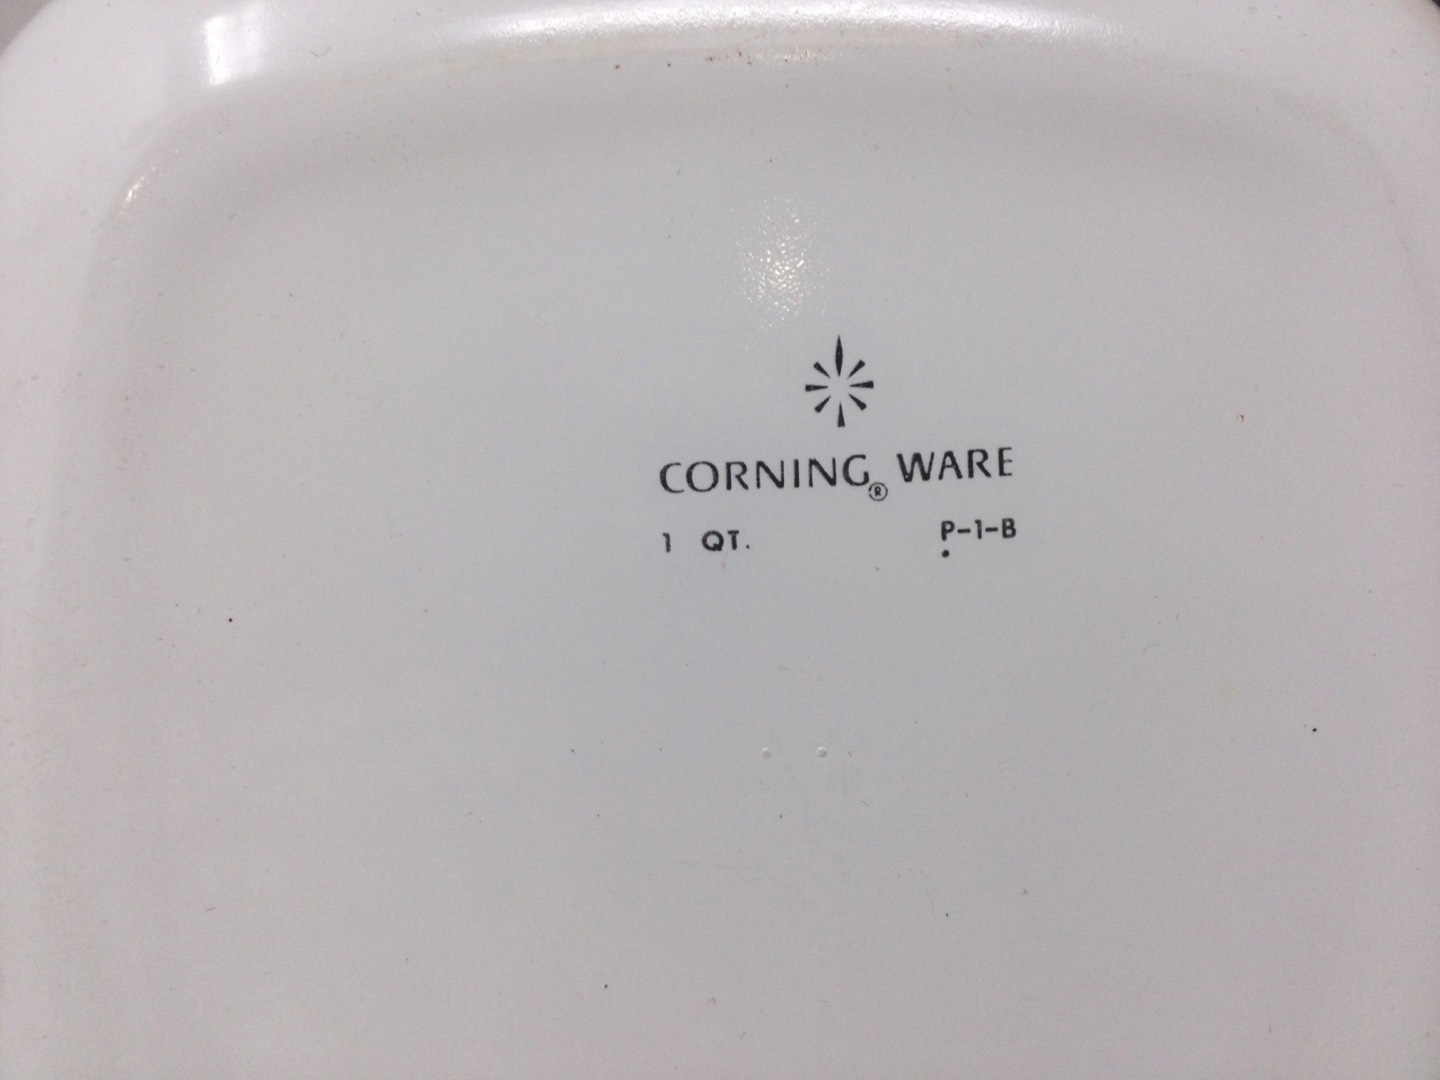 CORNING® WARE
1 QT. P-1-B